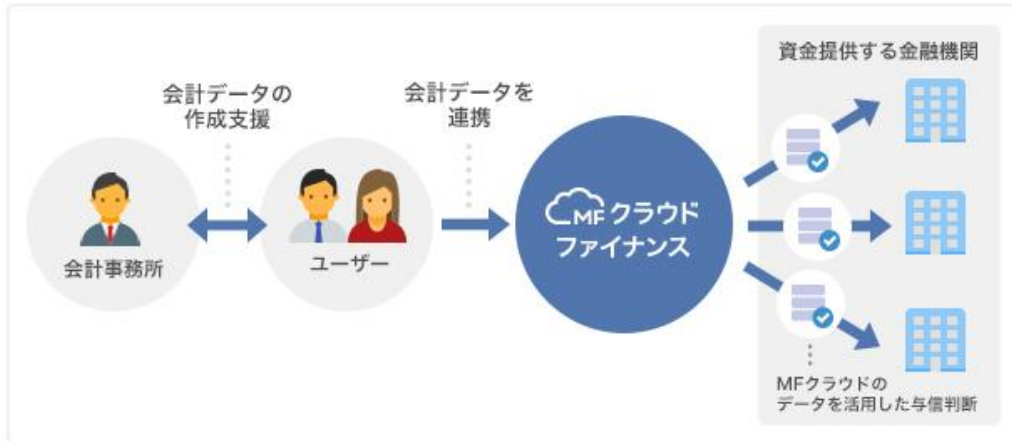 資金提供する金融機関
会計データの
作成支援
会計データを
連携
MFクラウド
ファイナンス
会計事務所
ユーザー
MFクラウドの
データを活用した与信判断